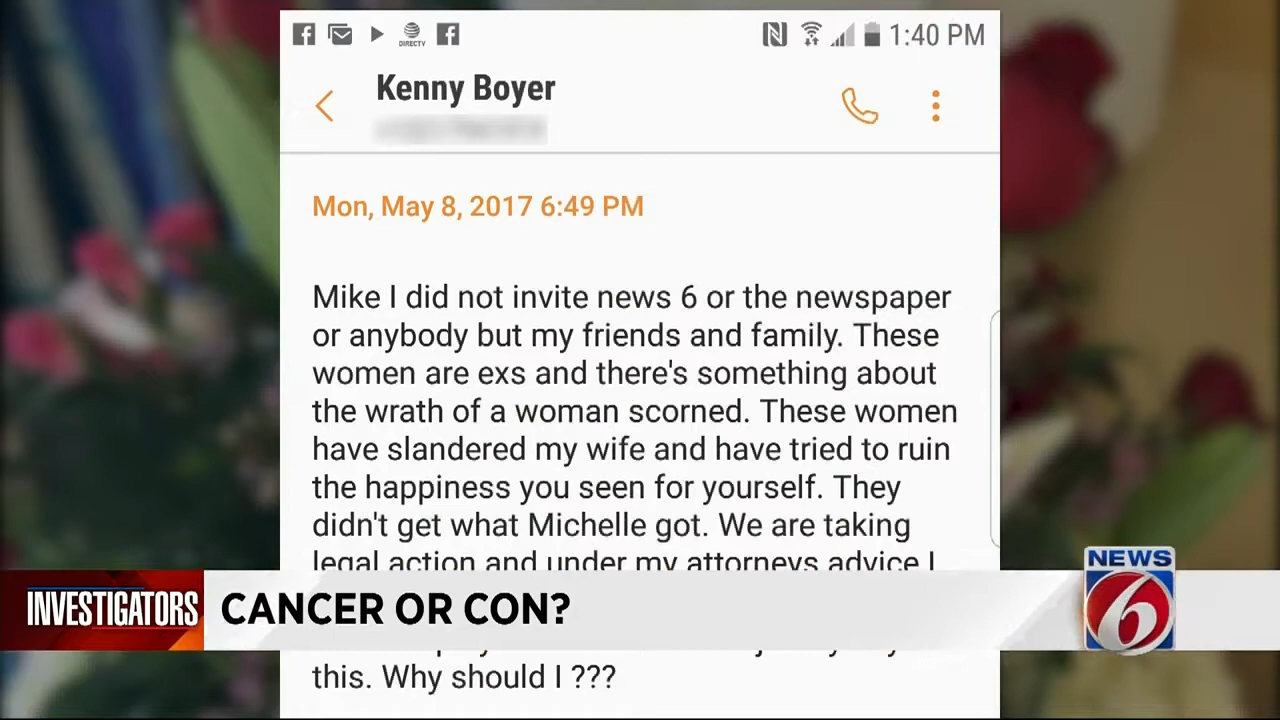 DIRECTV
1:40 PM
Kenny Boyer
Mon, May 8, 2017 6:49 PM
Mike I did not invite news 6 or the newspaper
or anybody but my friends and family. These
women are exs and there's something about
the wrath of a woman scorned. These women
have slandered my wife and have tried to ruin
the happiness you seen for yourself. They
didn't get what Michelle got. We are taking
legal action and under my attorneys advice I
this. Why should I ???
INVESTIGATORS
CANCER OR CON?
NEWS
6